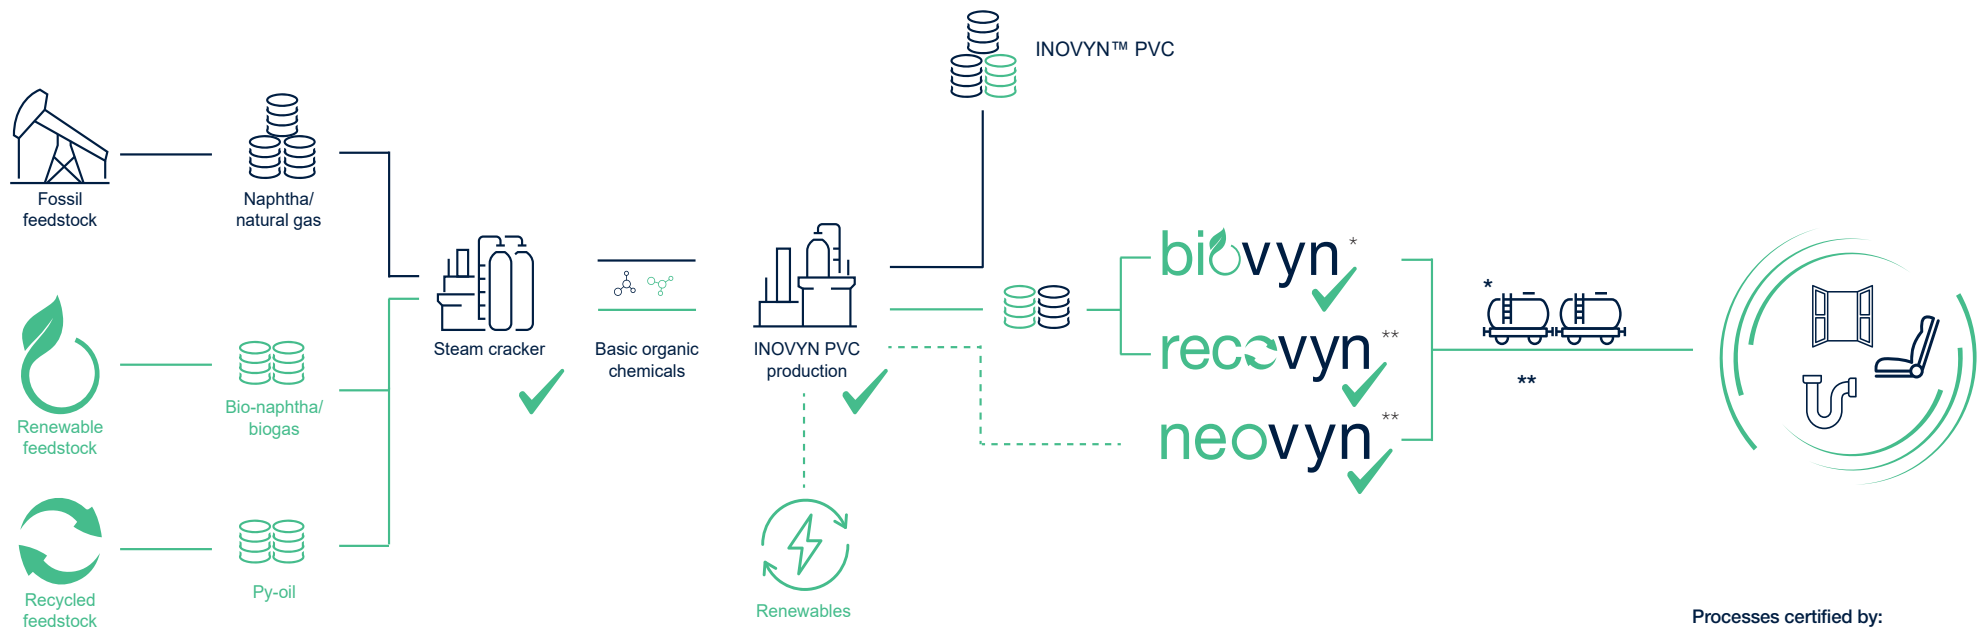 INOVYN™ PVC
Fossil
feedstock
Naphtha/
natural gas
Renewable
feedstock
Bio-naphtha/
biogas
Recycled
feedstock
Py-oil
Steam cracker
Basic organic
chemicals
INOVYN PVC
production
Renewables
biovyn *
recovyn **
neovyn **
*
**
Processes certified by: